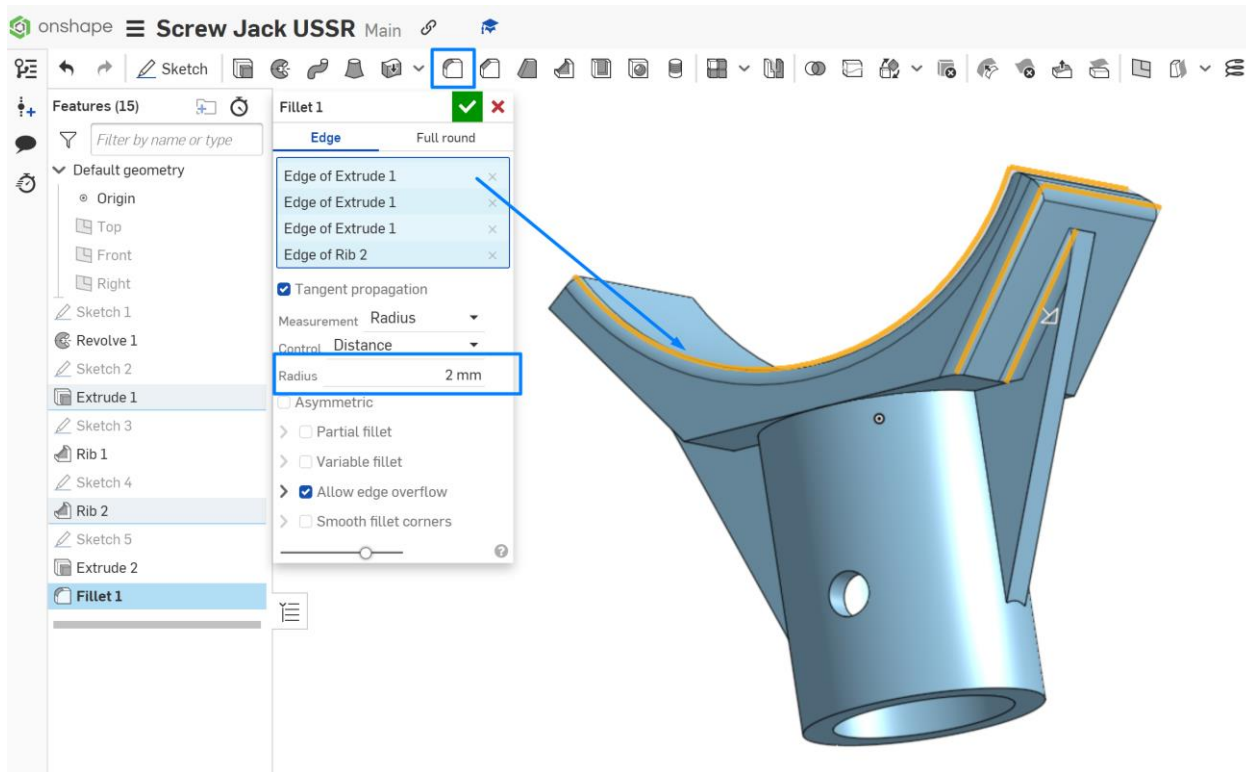 onshape Screw Jack USSR Main
Sketch
Features (15)
Filter by name or type
Default geometry
Origin
Top
Front
Right
Sketch 1
Revolve 1
Sketch 2
Extrude 1
Sketch 3
Rib 1
Sketch 4
Rib 2
Sketch 5
Extrude 2
Fillet 1
Fillet 1
Edge Full round
Edge of Extrude 1
Edge of Extrude 1
Edge of Extrude 1
Edge of Rib 2
Tangent propagation
Measurement Radius
Control Distance
Radius 2 mm
Asymmetric
Partial fillet
Variable fillet
Allow edge overflow
Smooth fillet corners